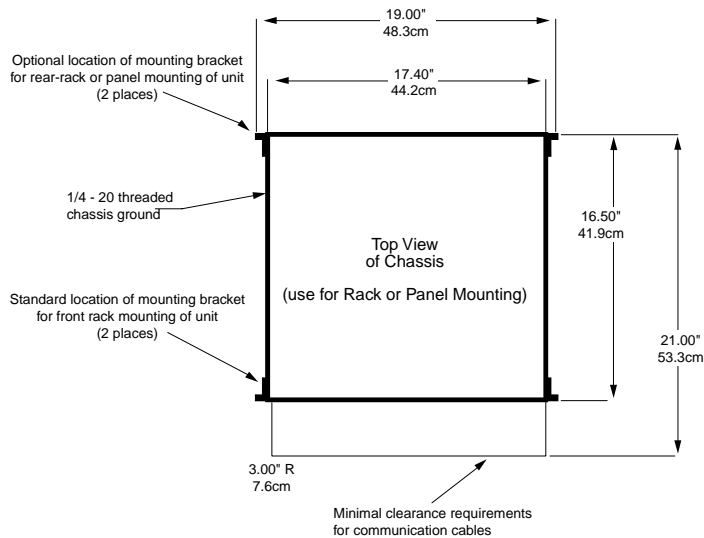 19.00"
48.3cm
Optional location of mounting bracket
for rear-rack or panel mounting of unit
(2 places)
17.40"
44.2cm
1/4 - 20 threaded
chassis ground
16.50"
41.9cm
Top View
of Chassis
(use for Rack or Panel Mounting)
Standard location of mounting bracket
for front rack mounting of unit
(2 places)
21.00"
53.3cm
3.00" R
7.6cm
Minimal clearance requirements
for communication cables